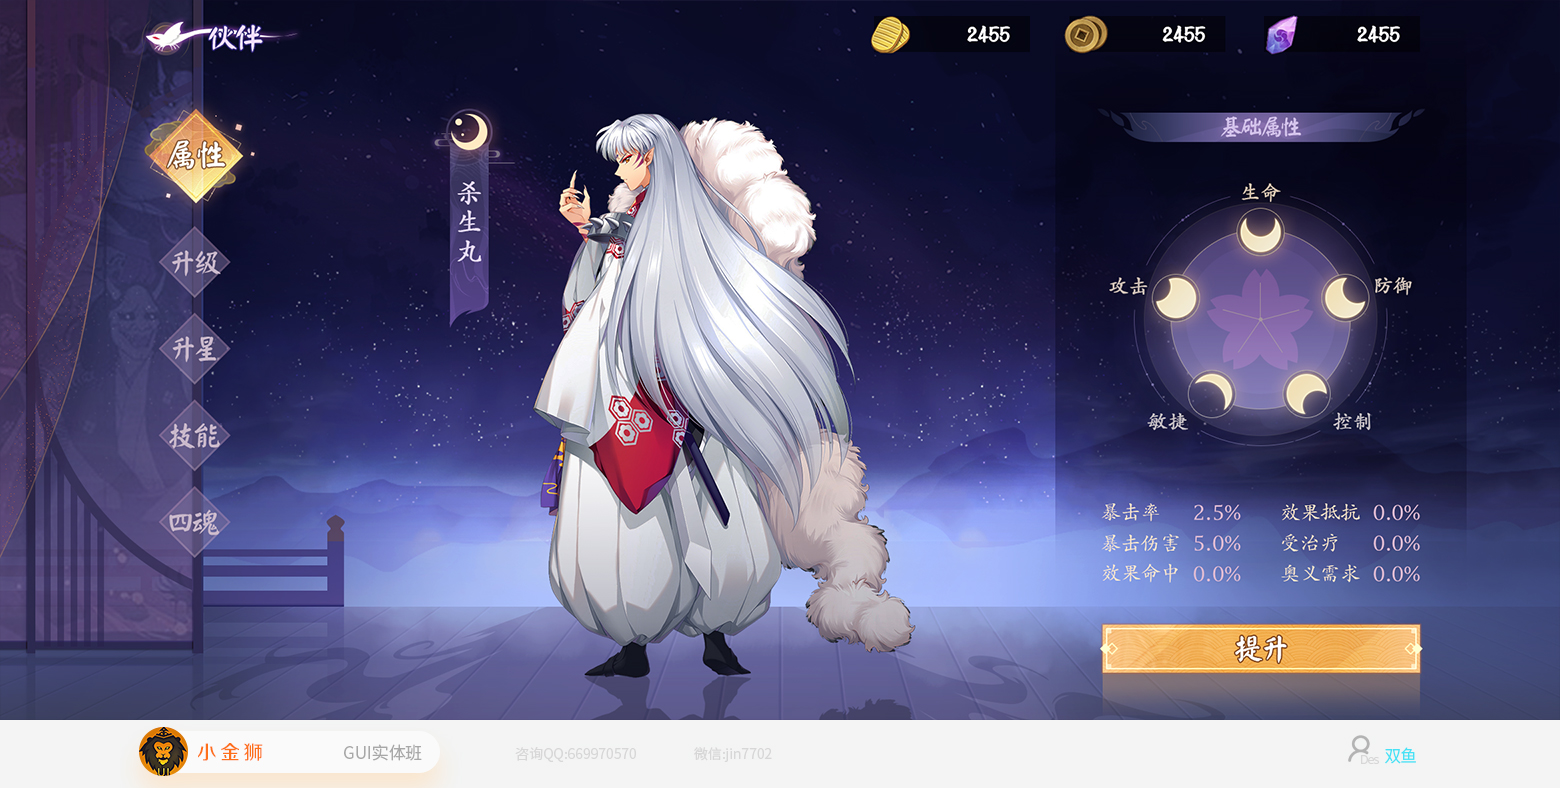 伙伴
2455
2455
2455
属性
升级
升星
技能
四魂
杀生丸
基础属性
生命
攻击
防御
敏捷
控制
暴击率 2.5% 效果抵抗 0.0%
暴击伤害 5.0% 受治疗 0.0%
效果命中 0.0% 奥义需求 0.0%
提升
UI
小金狮 GUI实体班 咨询QQ:669970570 微信:jin7702 Des 双鱼